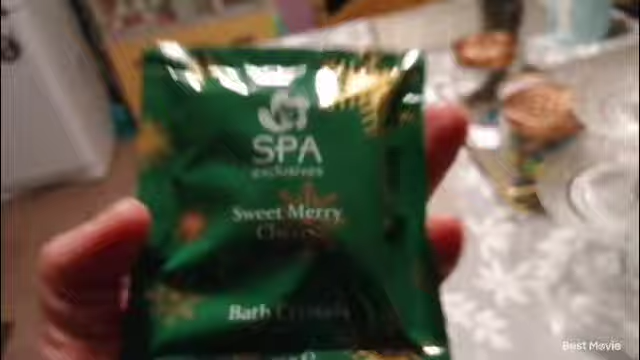 SPA
exclusives
Sweet Merry
Bath Crystals
Best Movie